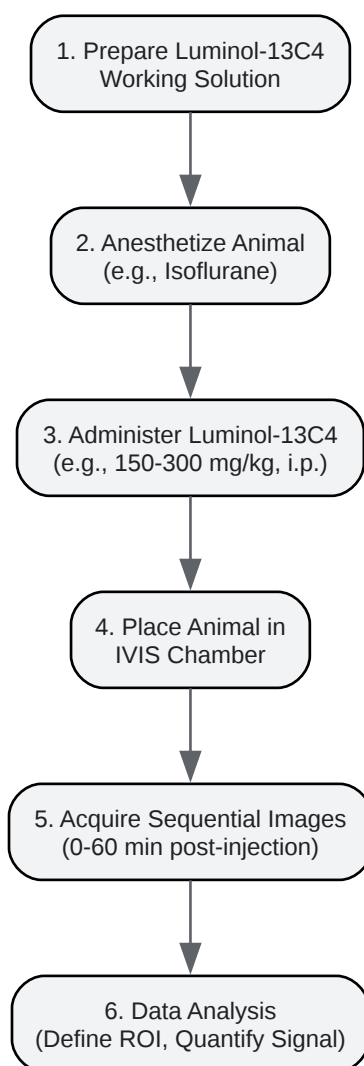 1. Prepare Luminol-13C4
Working Solution
2. Anesthetize Animal
(e.g., Isoflurane)
3. Administer Luminol-13C4
(e.g., 150-300 mg/kg, i.p.)
4. Place Animal in
IVIS Chamber
5. Acquire Sequential Images
(0-60 min post-injection)
6. Data Analysis
(Define ROI, Quantify Signal)